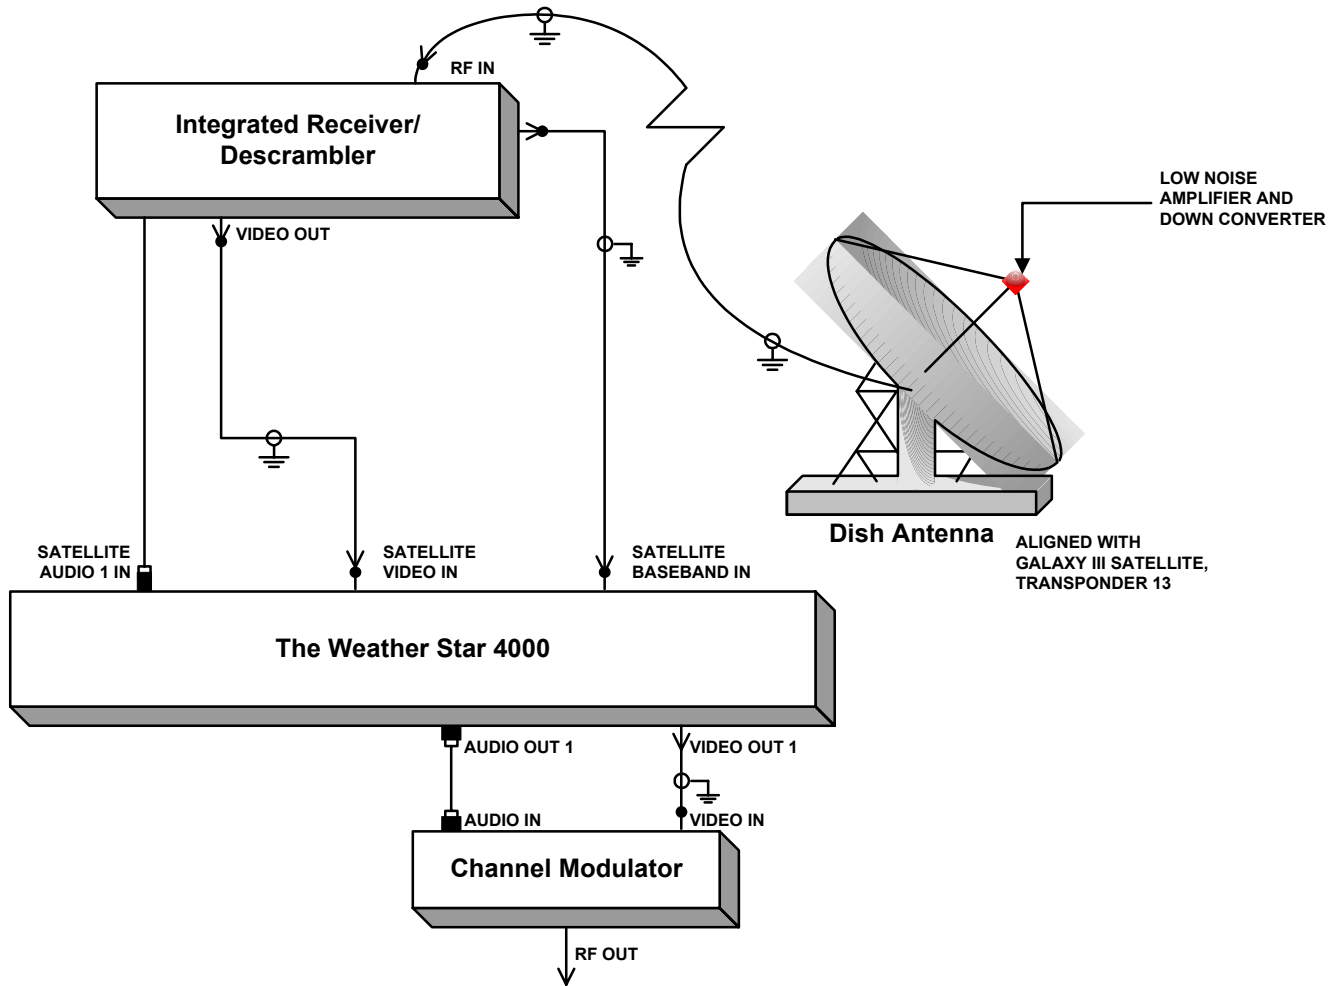 RF IN
Integrated Receiver/
Descrambler
LOW NOISE
AMPLIFIER AND
DOWN CONVERTER
VIDEO OUT
Dish Antenna
ALIGNED WITH
GALAXY III SATELLITE,
TRANSPONDER 13
SATELLITE
AUDIO 1 IN
SATELLITE
VIDEO IN
SATELLITE
BASEBAND IN
The Weather Star 4000
AUDIO OUT 1
VIDEO OUT 1
AUDIO IN
VIDEO IN
Channel Modulator
RF OUT